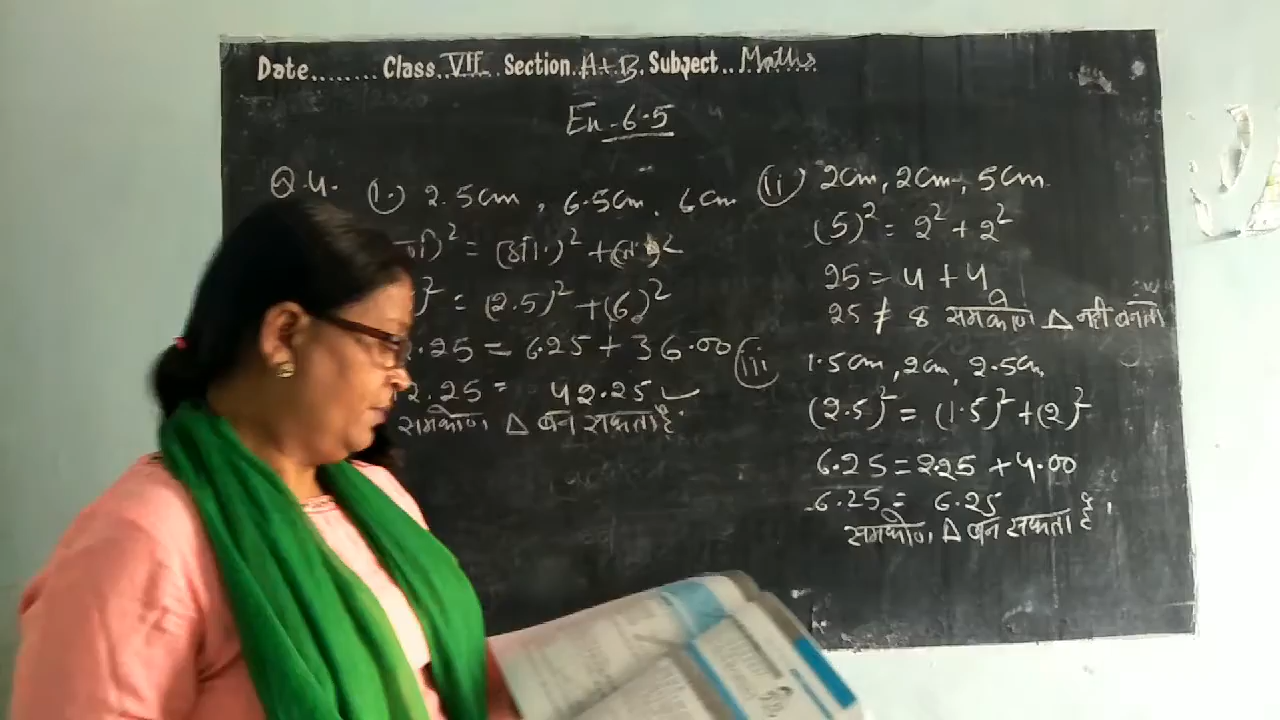 Date........ Class..VII.. Section..A+B. Subject..Maths
Ex-6.5
Q.4. (i.) 2.5cm, 6.5cm, 6cm
)² = ( )² + ( )²
)² = (2.5)² + (6)²
2.25 = 6.25 + 36.00
2.25 = 42.25 ✓
समकोण △ बन सकता है.
(ii) 2cm, 2cm, 5cm
(5)² = 2² + 2²
25 = 4 + 4
25 ≠ 8 समकोण △ नही बनता
(iii) 1.5cm, 2cm, 2.5cm
(2.5)² = (1.5)² + (2)²
6.25 = 2.25 + 4.00
6.25 = 6.25
समकोण △ बन सकता है।